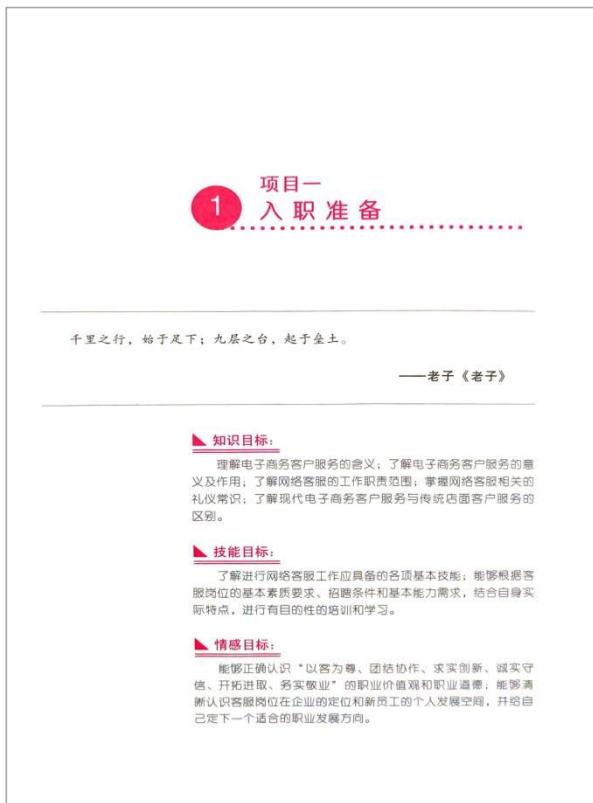 1
项目一
入职准备
千里之行，始于足下；九层之台，起于垒土。
——老子《老子》
知识目标：
理解电子商务客户服务的含义；了解电子商务客户服务的意
义及作用；了解网络客服的工作职责范围；掌握网络客服相关的
礼仪常识；了解现代电子商务客户服务与传统店面客户服务的
区别。
技能目标：
了解进行网络客服工作应具备的各项基本技能；能够根据客
服岗位的基本素质要求、招聘条件和基本能力需求，结合自身实
际特点，进行有目的性的培训和学习。
情感目标：
能够正确认识“以客为尊、团结协作、求实创新、诚实守
信、开拓进取、务实敬业”的职业价值观和职业道德；能够清
晰认识客服岗位在企业的定位和新员工的个人发展空间，并给自
己定下一个适合的职业发展方向。